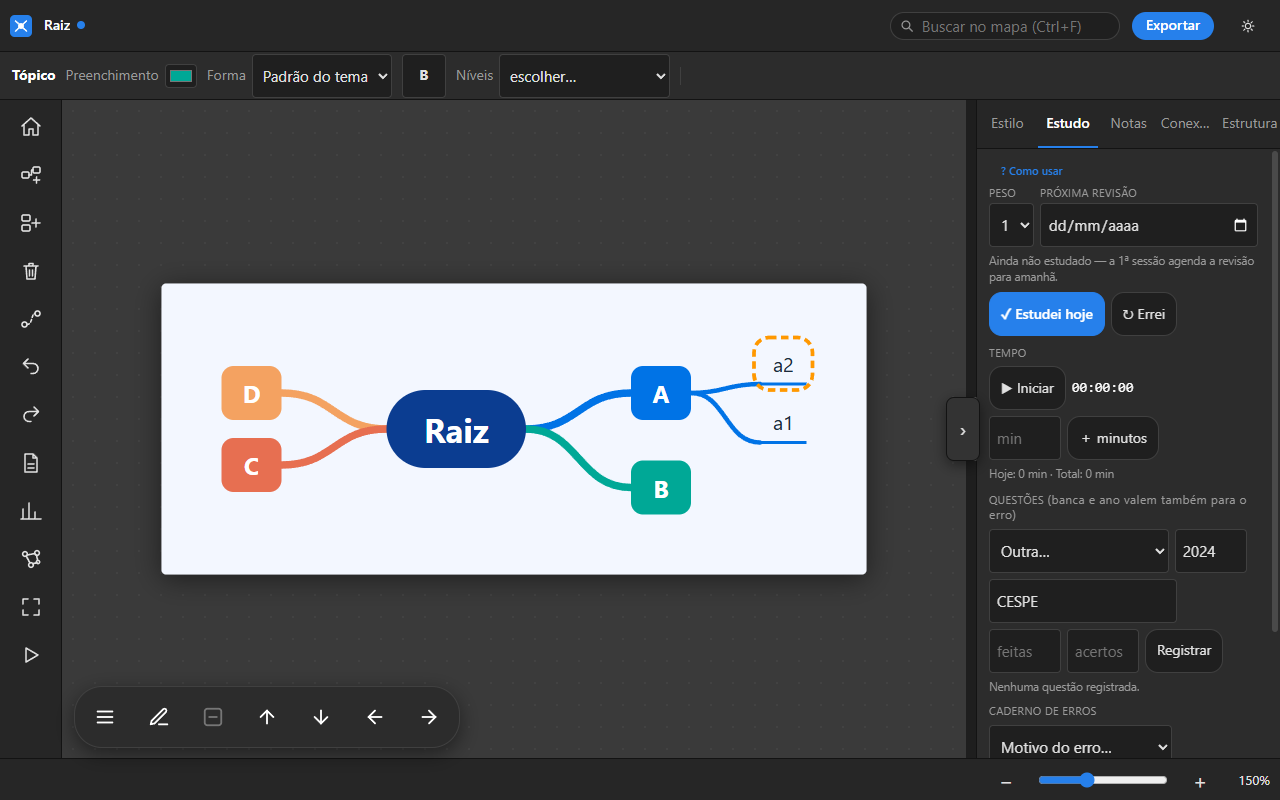 Raiz
Buscar no mapa (Ctrl+F)
Exportar
Tópico Preenchimento Forma Padrão do tema B Níveis escolher...
Estilo Estudo Notas Conex... Estrutura
? Como usar
PESO PRÓXIMA REVISÃO
1 dd/mm/aaaa
Ainda não estudado — a 1ª sessão agenda a revisão
para amanhã.
✓ Estudei hoje ↻ Errei
TEMPO
▶ Iniciar 00:00:00
min + minutos
Hoje: 0 min · Total: 0 min
QUESTÕES (banca e ano valem também para o
erro)
Outra... 2024
CESPE
feitas acertos Registrar
Nenhuma questão registrada.
CADERNO DE ERROS
Motivo do erro...
a2
D A
Raiz
a1
C
B
›
− + 150%